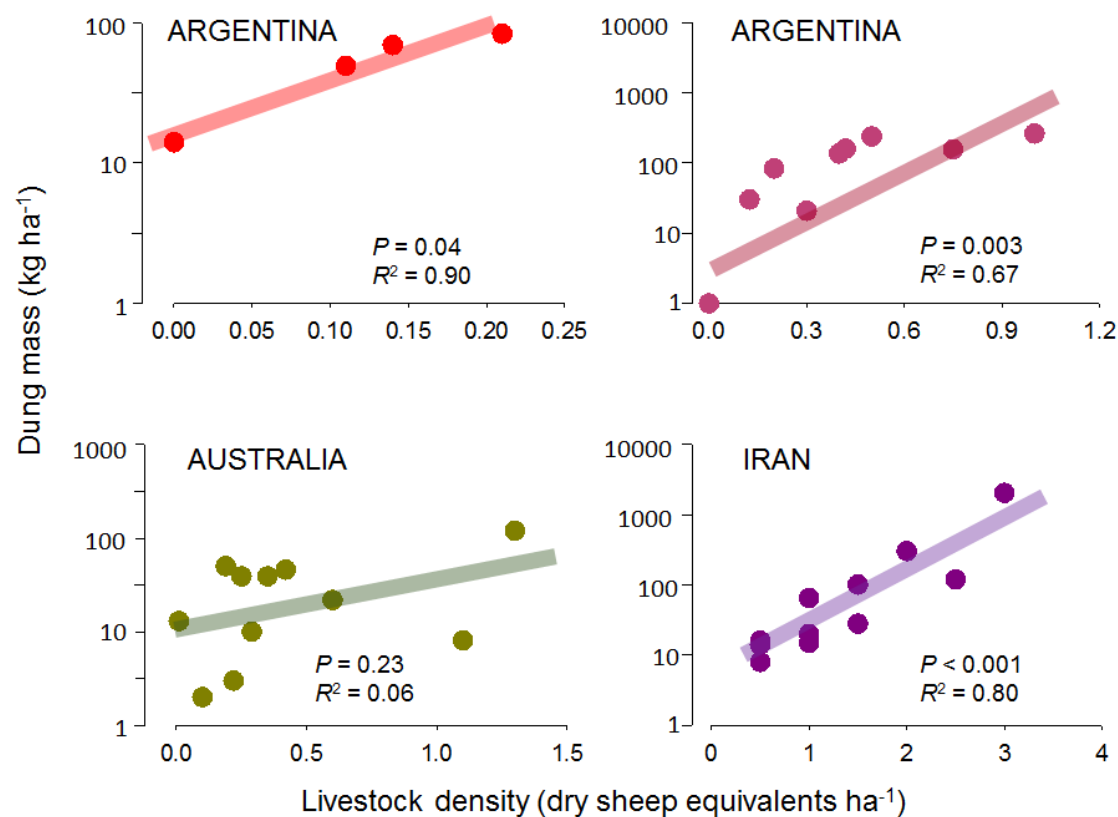 Dung mass (kg ha⁻¹)
ARGENTINA
100
10
1
P = 0.04
R² = 0.90
0.00 0.05 0.10 0.15 0.20 0.25
ARGENTINA
10000
1000
100
10
1
P = 0.003
R² = 0.67
0.0 0.3 0.6 0.9 1.2
AUSTRALIA
1000
100
10
1
P = 0.23
R² = 0.06
0.0 0.5 1.0 1.5
IRAN
10000
1000
100
10
1
P < 0.001
R² = 0.80
0 1 2 3 4
Livestock density (dry sheep equivalents ha⁻¹)